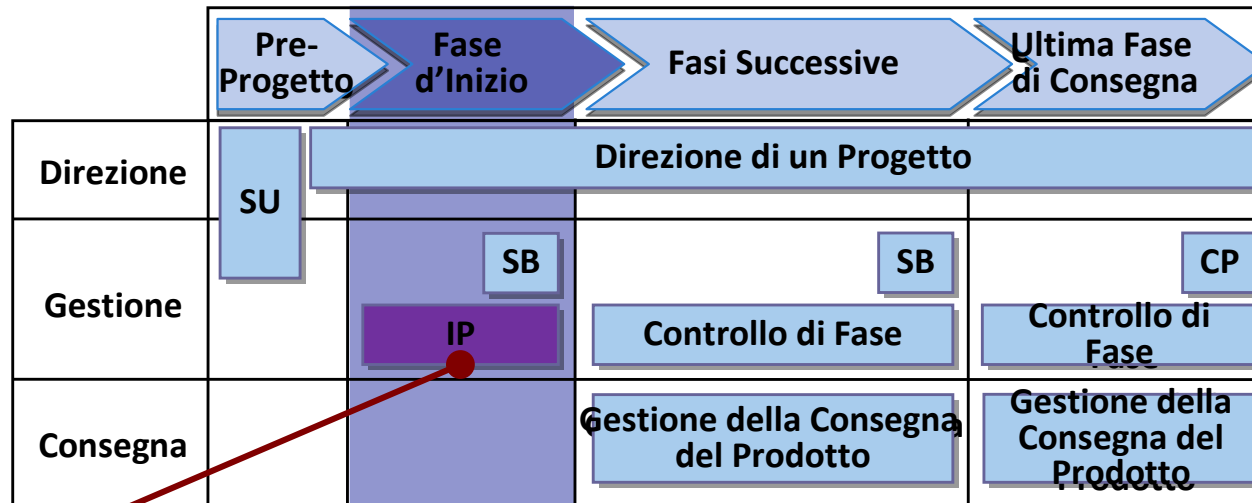 Pre-
Progetto
Fase
d’Inizio
Fasi Successive
Ultima Fase
di Consegna
Direzione
SU
Direzione di un Progetto
Gestione
SB
SB
CP
IP
Controllo di Fase
Controllo di
Fase
Consegna
Gestione della Consegna
del Prodotto
Gestione della
Consegna del
Prodotto